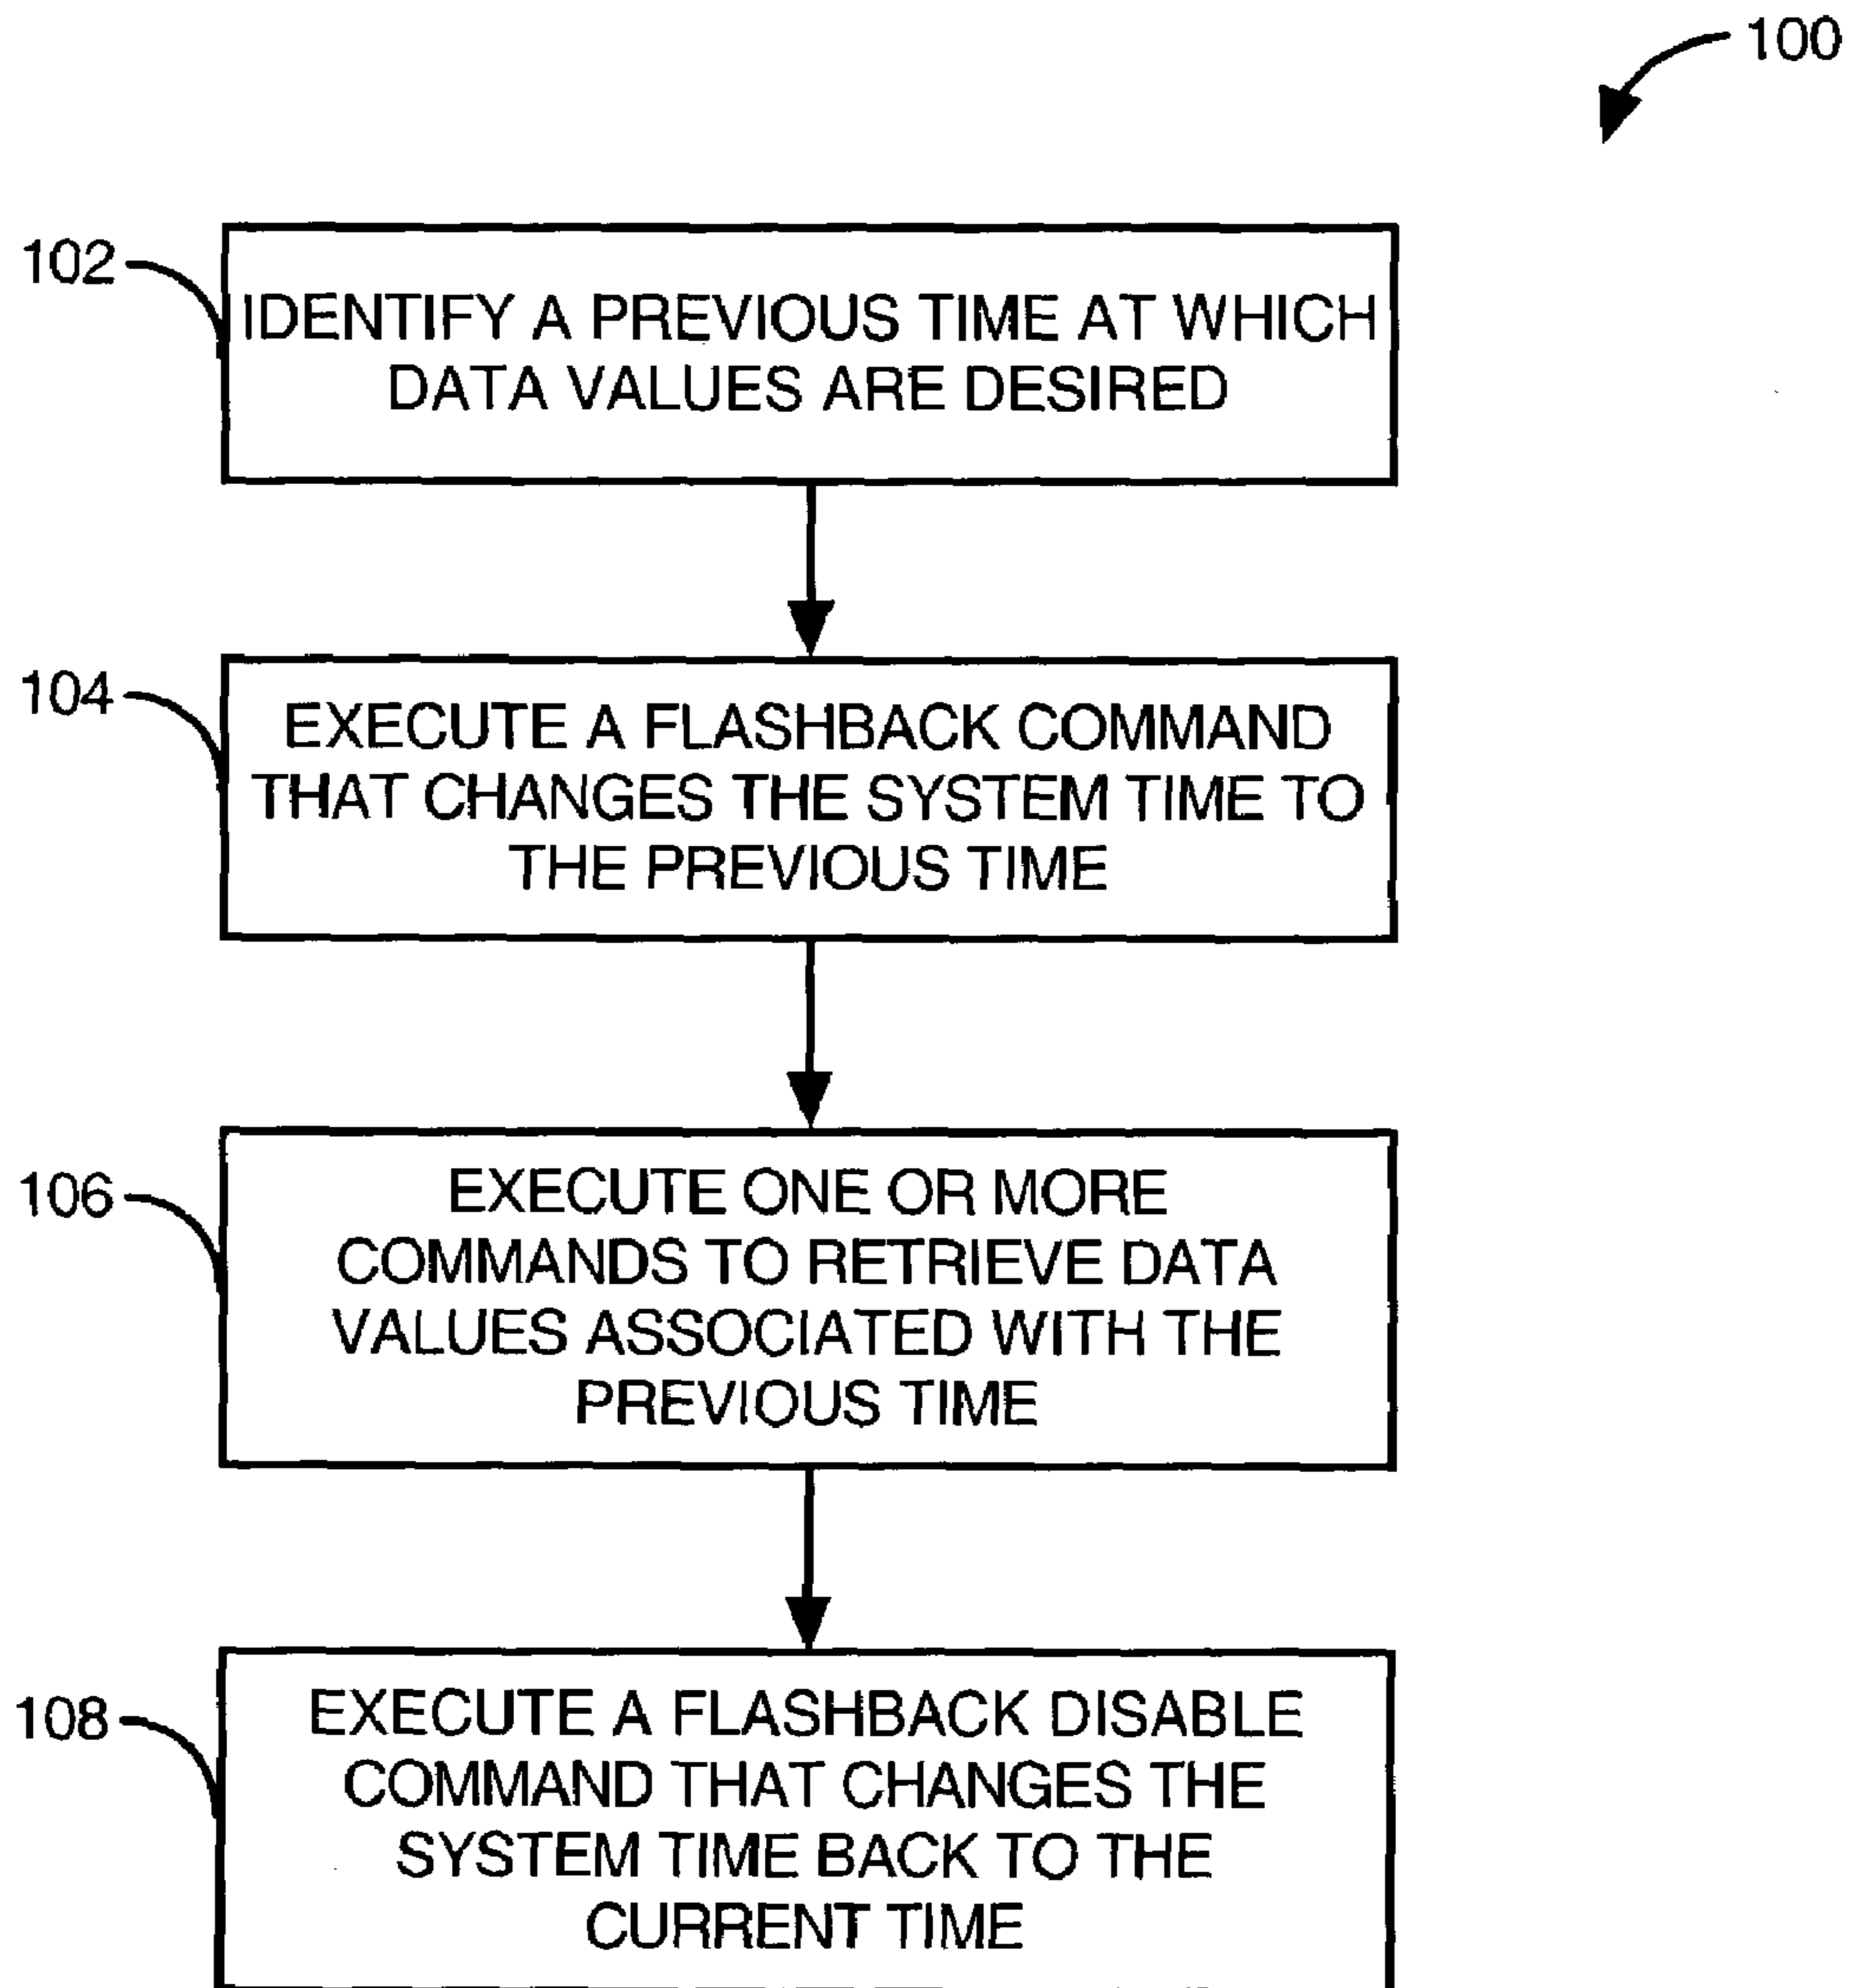 100
102
IDENTIFY A PREVIOUS TIME AT WHICH
DATA VALUES ARE DESIRED
104
EXECUTE A FLASHBACK COMMAND
THAT CHANGES THE SYSTEM TIME TO
THE PREVIOUS TIME
106
EXECUTE ONE OR MORE
COMMANDS TO RETRIEVE DATA
VALUES ASSOCIATED WITH THE
PREVIOUS TIME
108
EXECUTE A FLASHBACK DISABLE
COMMAND THAT CHANGES THE
SYSTEM TIME BACK TO THE
CURRENT TIME